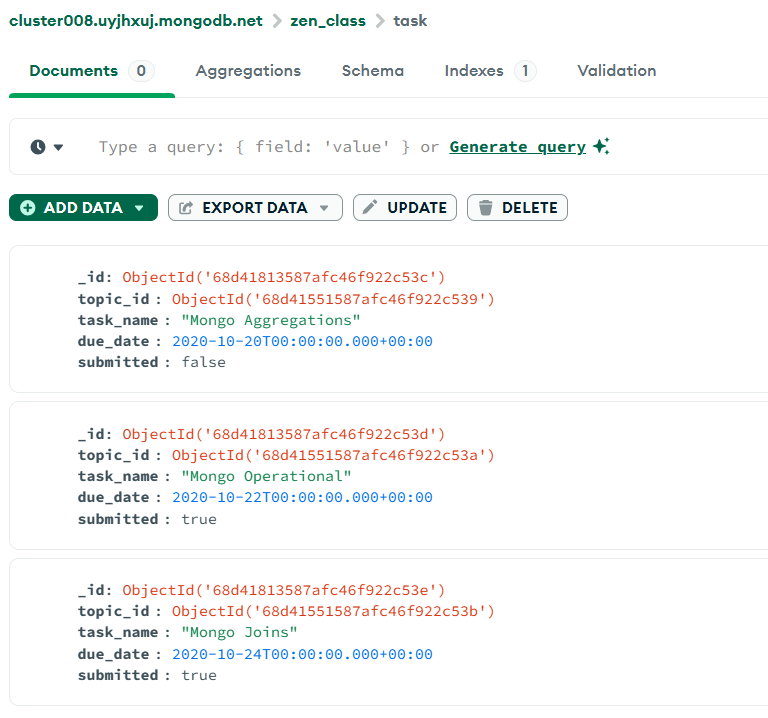 cluster008.uyjhxuj.mongodb.net > zen_class > task
Documents 0 Aggregations Schema Indexes 1 Validation
Type a query: { field: 'value' } or Generate query
ADD DATA EXPORT DATA UPDATE DELETE
_id: ObjectId('68d41813587afc46f922c53c')
topic_id : ObjectId('68d41551587afc46f922c539')
task_name : "Mongo Aggregations"
due_date : 2020-10-20T00:00:00.000+00:00
submitted : false
_id: ObjectId('68d41813587afc46f922c53d')
topic_id : ObjectId('68d41551587afc46f922c53a')
task_name : "Mongo Operational"
due_date : 2020-10-22T00:00:00.000+00:00
submitted : true
_id: ObjectId('68d41813587afc46f922c53e')
topic_id : ObjectId('68d41551587afc46f922c53b')
task_name : "Mongo Joins"
due_date : 2020-10-24T00:00:00.000+00:00
submitted : true